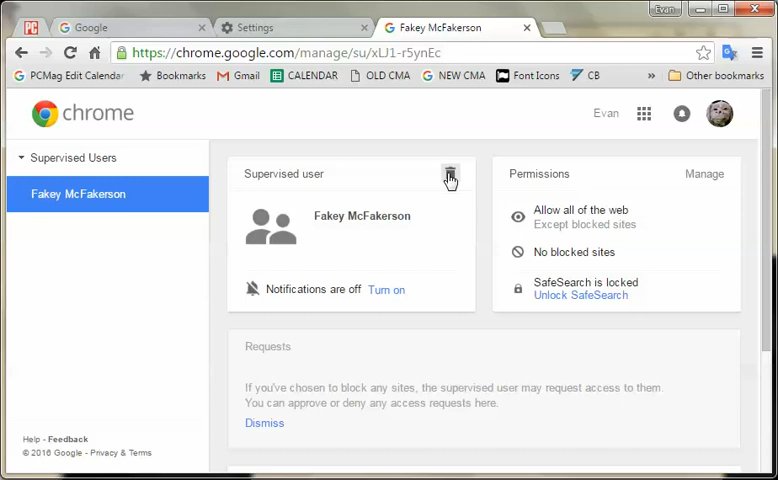 Evan
PC
Google
Settings
Fakey McFakerson
https://chrome.google.com/manage/su/xLJ1-r5ynEc
PCMag Edit Calendar
Bookmarks
Gmail
CALENDAR
OLD CMA
NEW CMA
Font Icons
CB
»
Other bookmarks
chrome
Evan
Supervised Users
Fakey McFakerson
Supervised user
Fakey McFakerson
Notifications are off Turn on
Permissions
Manage
Allow all of the web
Except blocked sites
No blocked sites
SafeSearch is locked
Unlock SafeSearch
Requests
If you've chosen to block any sites, the supervised user may request access to them.
You can approve or deny any access requests here.
Dismiss
Help - Feedback
© 2016 Google - Privacy & Terms